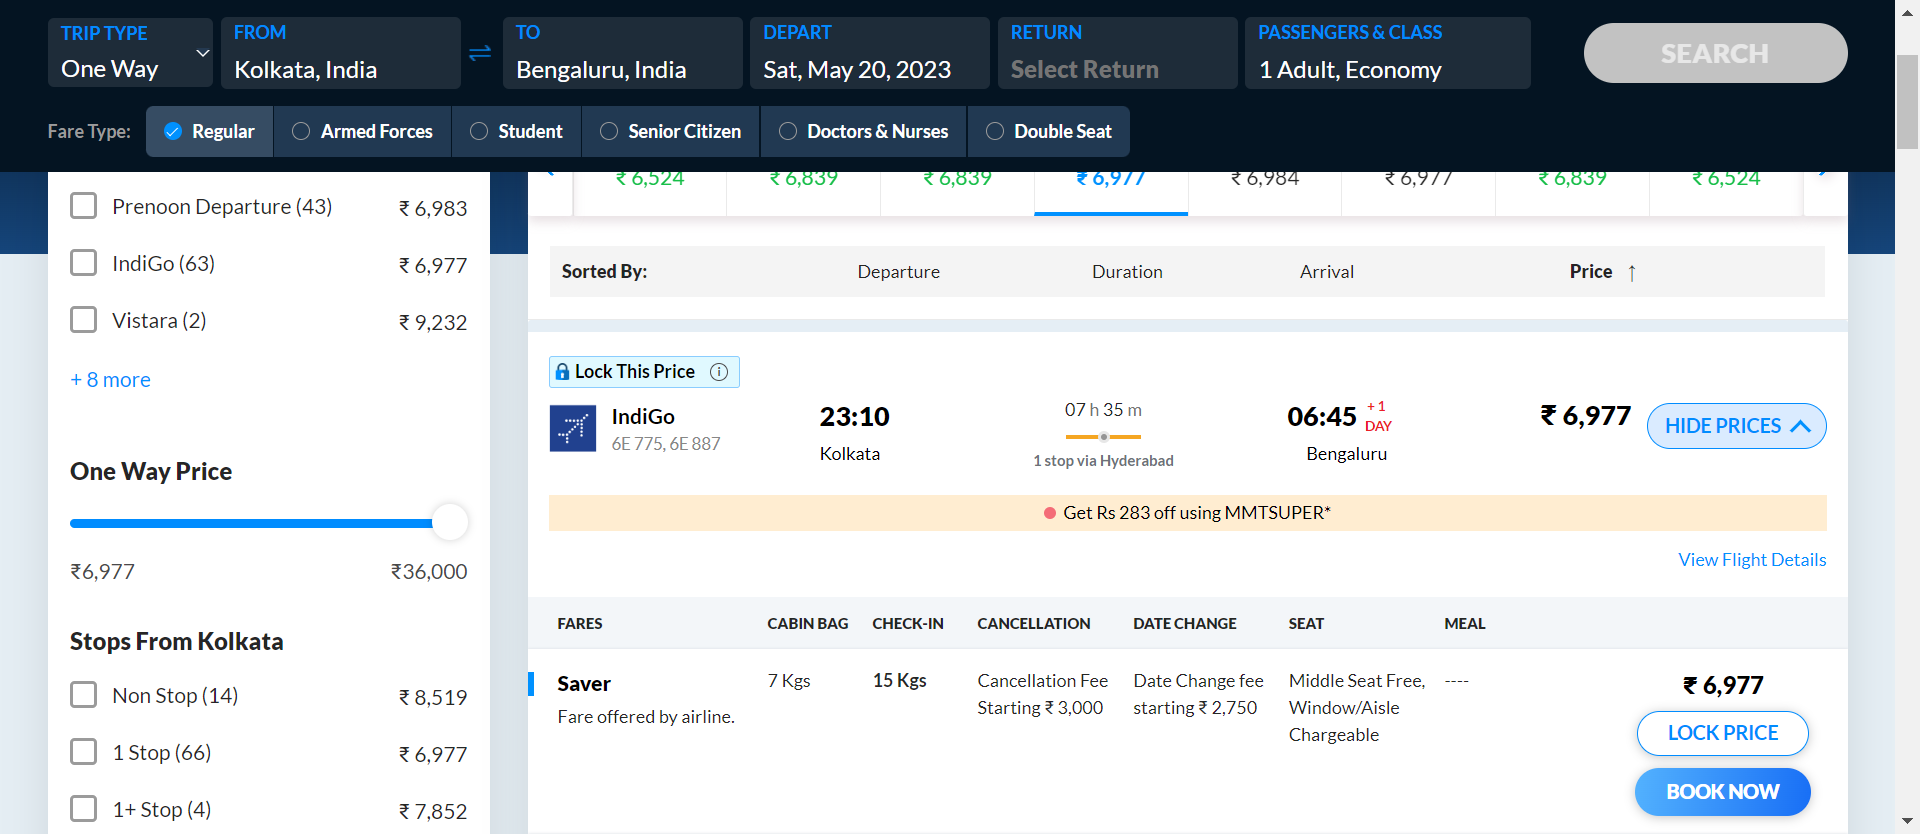 TRIP TYPE
One Way
FROM
Kolkata, India
TO
Bengaluru, India
DEPART
Sat, May 20, 2023
RETURN
Select Return
PASSENGERS & CLASS
1 Adult, Economy
SEARCH
Fare Type:
Regular
Armed Forces
Student
Senior Citizen
Doctors & Nurses
Double Seat
₹ 6,524
₹ 6,839
₹ 6,839
₹ 6,977
₹ 6,984
₹ 6,977
₹ 6,839
₹ 6,524
Prenoon Departure (43) ₹ 6,983
IndiGo (63) ₹ 6,977
Vistara (2) ₹ 9,232
+ 8 more
One Way Price
₹6,977 ₹36,000
Stops From Kolkata
Non Stop (14) ₹ 8,519
1 Stop (66) ₹ 6,977
1+ Stop (4) ₹ 7,852
Sorted By: Departure Duration Arrival Price ↑
Lock This Price
IndiGo
6E 775, 6E 887
23:10
Kolkata
07 h 35 m
1 stop via Hyderabad
06:45
+ 1
DAY
Bengaluru
₹ 6,977
HIDE PRICES
Get Rs 283 off using MMTSUPER*
View Flight Details
FARES CABIN BAG CHECK-IN CANCELLATION DATE CHANGE SEAT MEAL
Saver
Fare offered by airline.
7 Kgs
15 Kgs
Cancellation Fee
Starting ₹ 3,000
Date Change fee
starting ₹ 2,750
Middle Seat Free,
Window/Aisle
Chargeable
----
₹ 6,977
LOCK PRICE
BOOK NOW